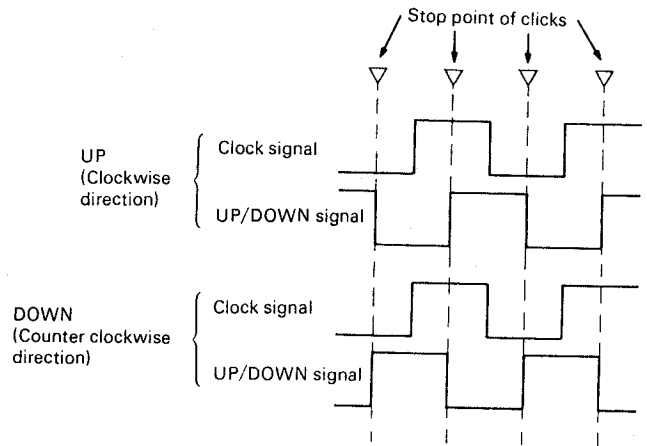 Stop point of clicks
UP
(Clockwise
direction)
Clock signal
UP/DOWN signal
DOWN
(Counter clockwise
direction)
Clock signal
UP/DOWN signal